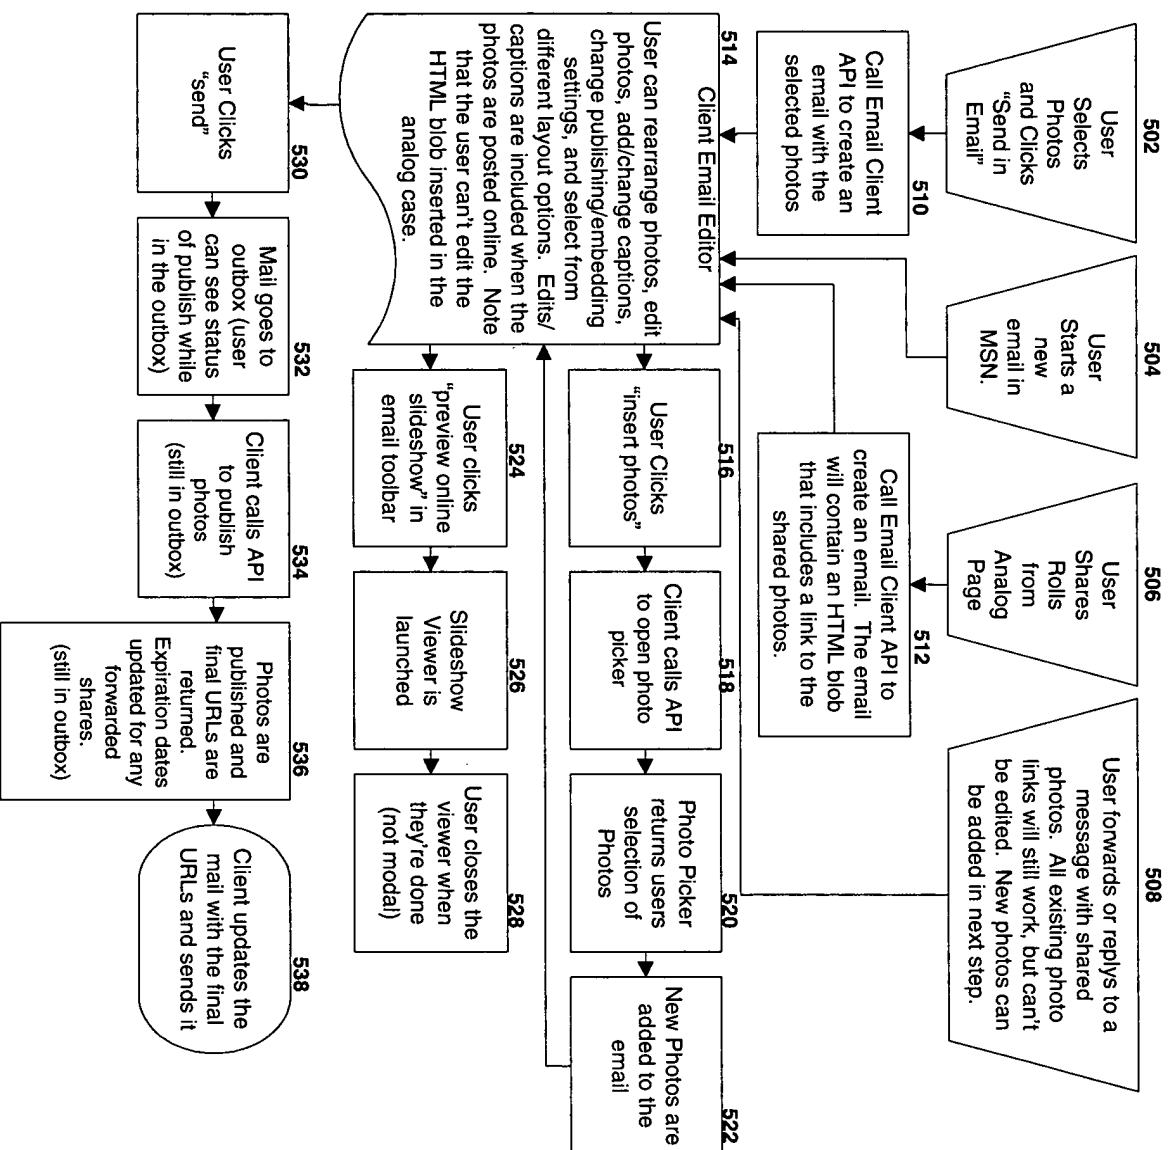 502
User
Selects
Photos
and Clicks
“Send in
Email”
504
User
Starts a
new
email in
MSN.
506
User
Shares
Rolls
from
Analog
Page
508
User forwards or replys to a
message with shared
photos. All existing photo
links will still work, but can’t
be edited. New photos can
be added in next step.
510
Call Email Client
API to create an
email with the
selected photos
512
Call Email Client API to
create an email. The email
will contain an HTML blob
that includes a link to the
shared photos.
514
Client Email Editor
User can rearrange photos, edit
photos, add/change captions,
change publishing/embedding
settings, and select from
different layout options. Edits/
captions are included when the
photos are posted online. Note
that the user can’t edit the
HTML blob inserted in the
analog case.
516
User Clicks
“insert photos”
518
Client calls API
to open photo
picker
520
Photo Picker
returns users
selection of
Photos
522
New Photos are
added to the
email
524
User clicks
“preview online
slideshow” in
email toolbar
526
Slideshow
Viewer is
launched
528
User closes the
viewer when
they’re done
(not modal)
530
User Clicks
“send”
532
Mail goes to
outbox (user
can see status
of publish while
in the outbox)
534
Client calls API
to publish
photos
(still in outbox)
536
Photos are
published and
final URLs are
returned.
Expiration dates
updated for any
forwarded
shares.
(still in outbox)
538
Client updates the
mail with the final
URLs and sends it